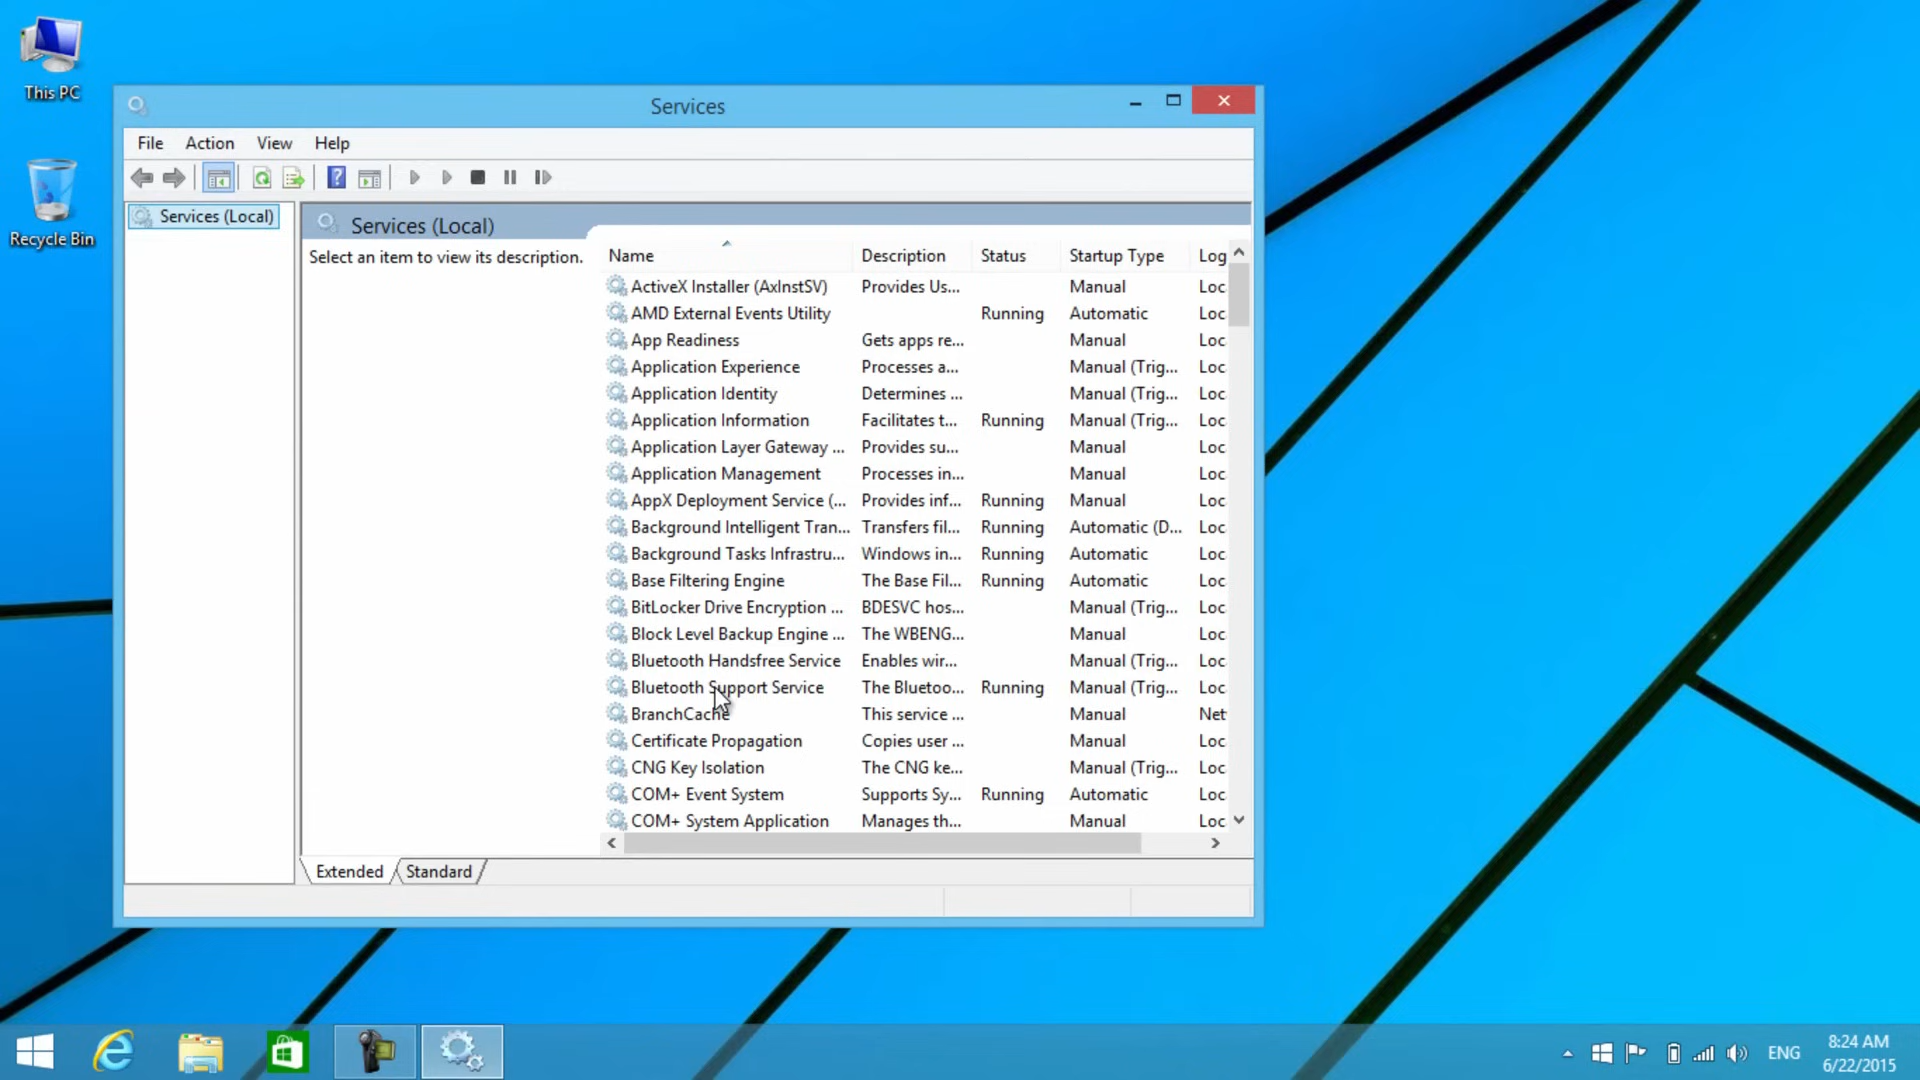 This PC
Recycle Bin
Services
File Action View Help
Services (Local)
Services (Local)
Select an item to view its description.
Name Description Status Startup Type Log
ActiveX Installer (AxInstSV) Provides Us... Manual Loc
AMD External Events Utility Running Automatic Loc
App Readiness Gets apps re... Manual Loc
Application Experience Processes a... Manual (Trig... Loc
Application Identity Determines ... Manual (Trig... Loc
Application Information Facilitates t... Running Manual (Trig... Loc
Application Layer Gateway ... Provides su... Manual Loc
Application Management Processes in... Manual Loc
AppX Deployment Service (... Provides inf... Running Manual Loc
Background Intelligent Tran... Transfers fil... Running Automatic (D... Loc
Background Tasks Infrastru... Windows in... Running Automatic Loc
Base Filtering Engine The Base Fil... Running Automatic Loc
BitLocker Drive Encryption ... BDESVC hos... Manual (Trig... Loc
Block Level Backup Engine ... The WBENG... Manual Loc
Bluetooth Handsfree Service Enables wir... Manual (Trig... Loc
Bluetooth Support Service The Bluetoo... Running Manual (Trig... Loc
BranchCache This service ... Manual Net
Certificate Propagation Copies user ... Manual Loc
CNG Key Isolation The CNG ke... Manual (Trig... Loc
COM+ Event System Supports Sy... Running Automatic Loc
COM+ System Application Manages th... Manual Loc
Extended Standard
ENG
8:24 AM
6/22/2015